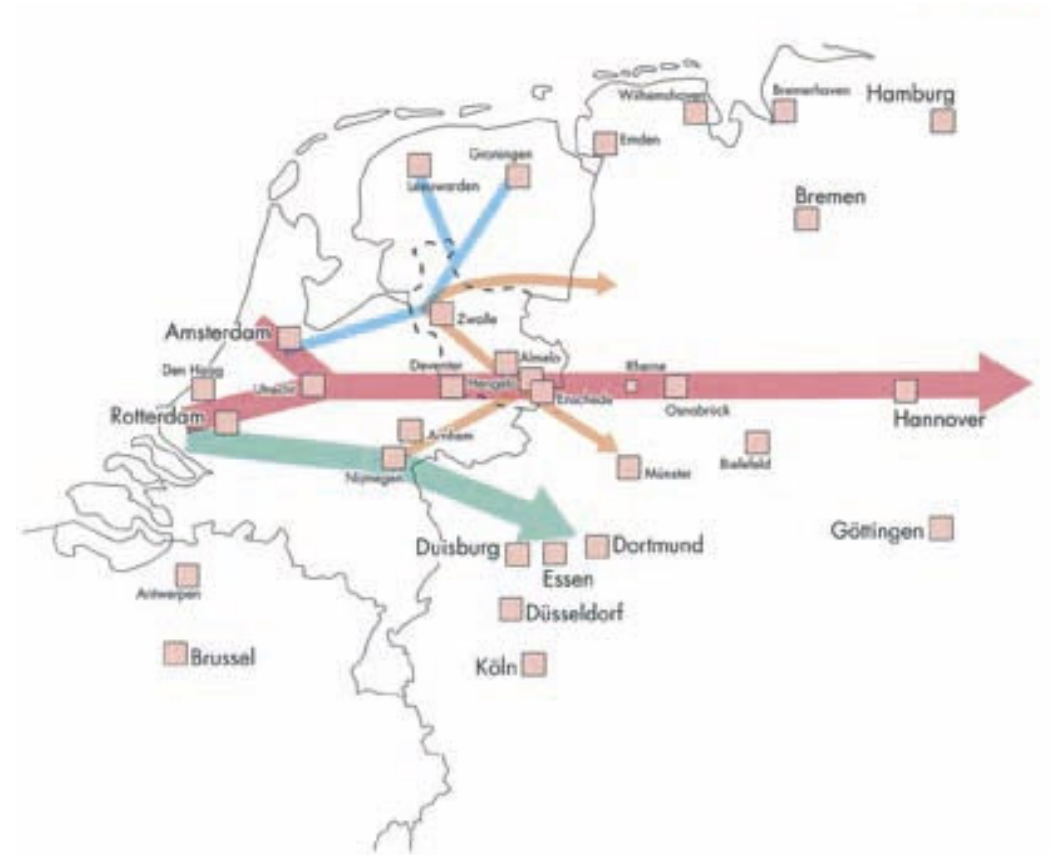 Wilhemshaven
Bremerhaven
Hamburg
Emden
Groningen
Leeuwarden
Bremen
Zwolle
Amsterdam
Almelo
Deventer
Rheine
Den Haag
Utrecht
Hengelo
Enschede
Osnabrück
Rotterdam
Hannover
Arnhem
Nijmegen
Münster
Bielefeld
Göttingen
Duisburg
Dortmund
Essen
Antwerpen
Düsseldorf
Brussel
Köln